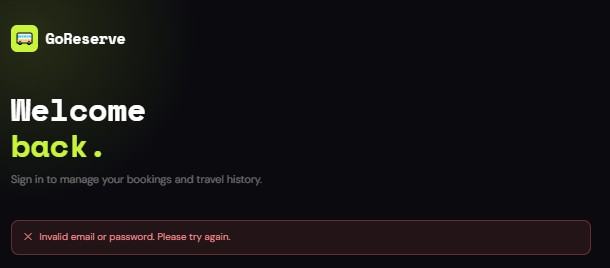 GoReserve
Welcome
back.
Sign in to manage your bookings and travel history.
Invalid email or password. Please try again.